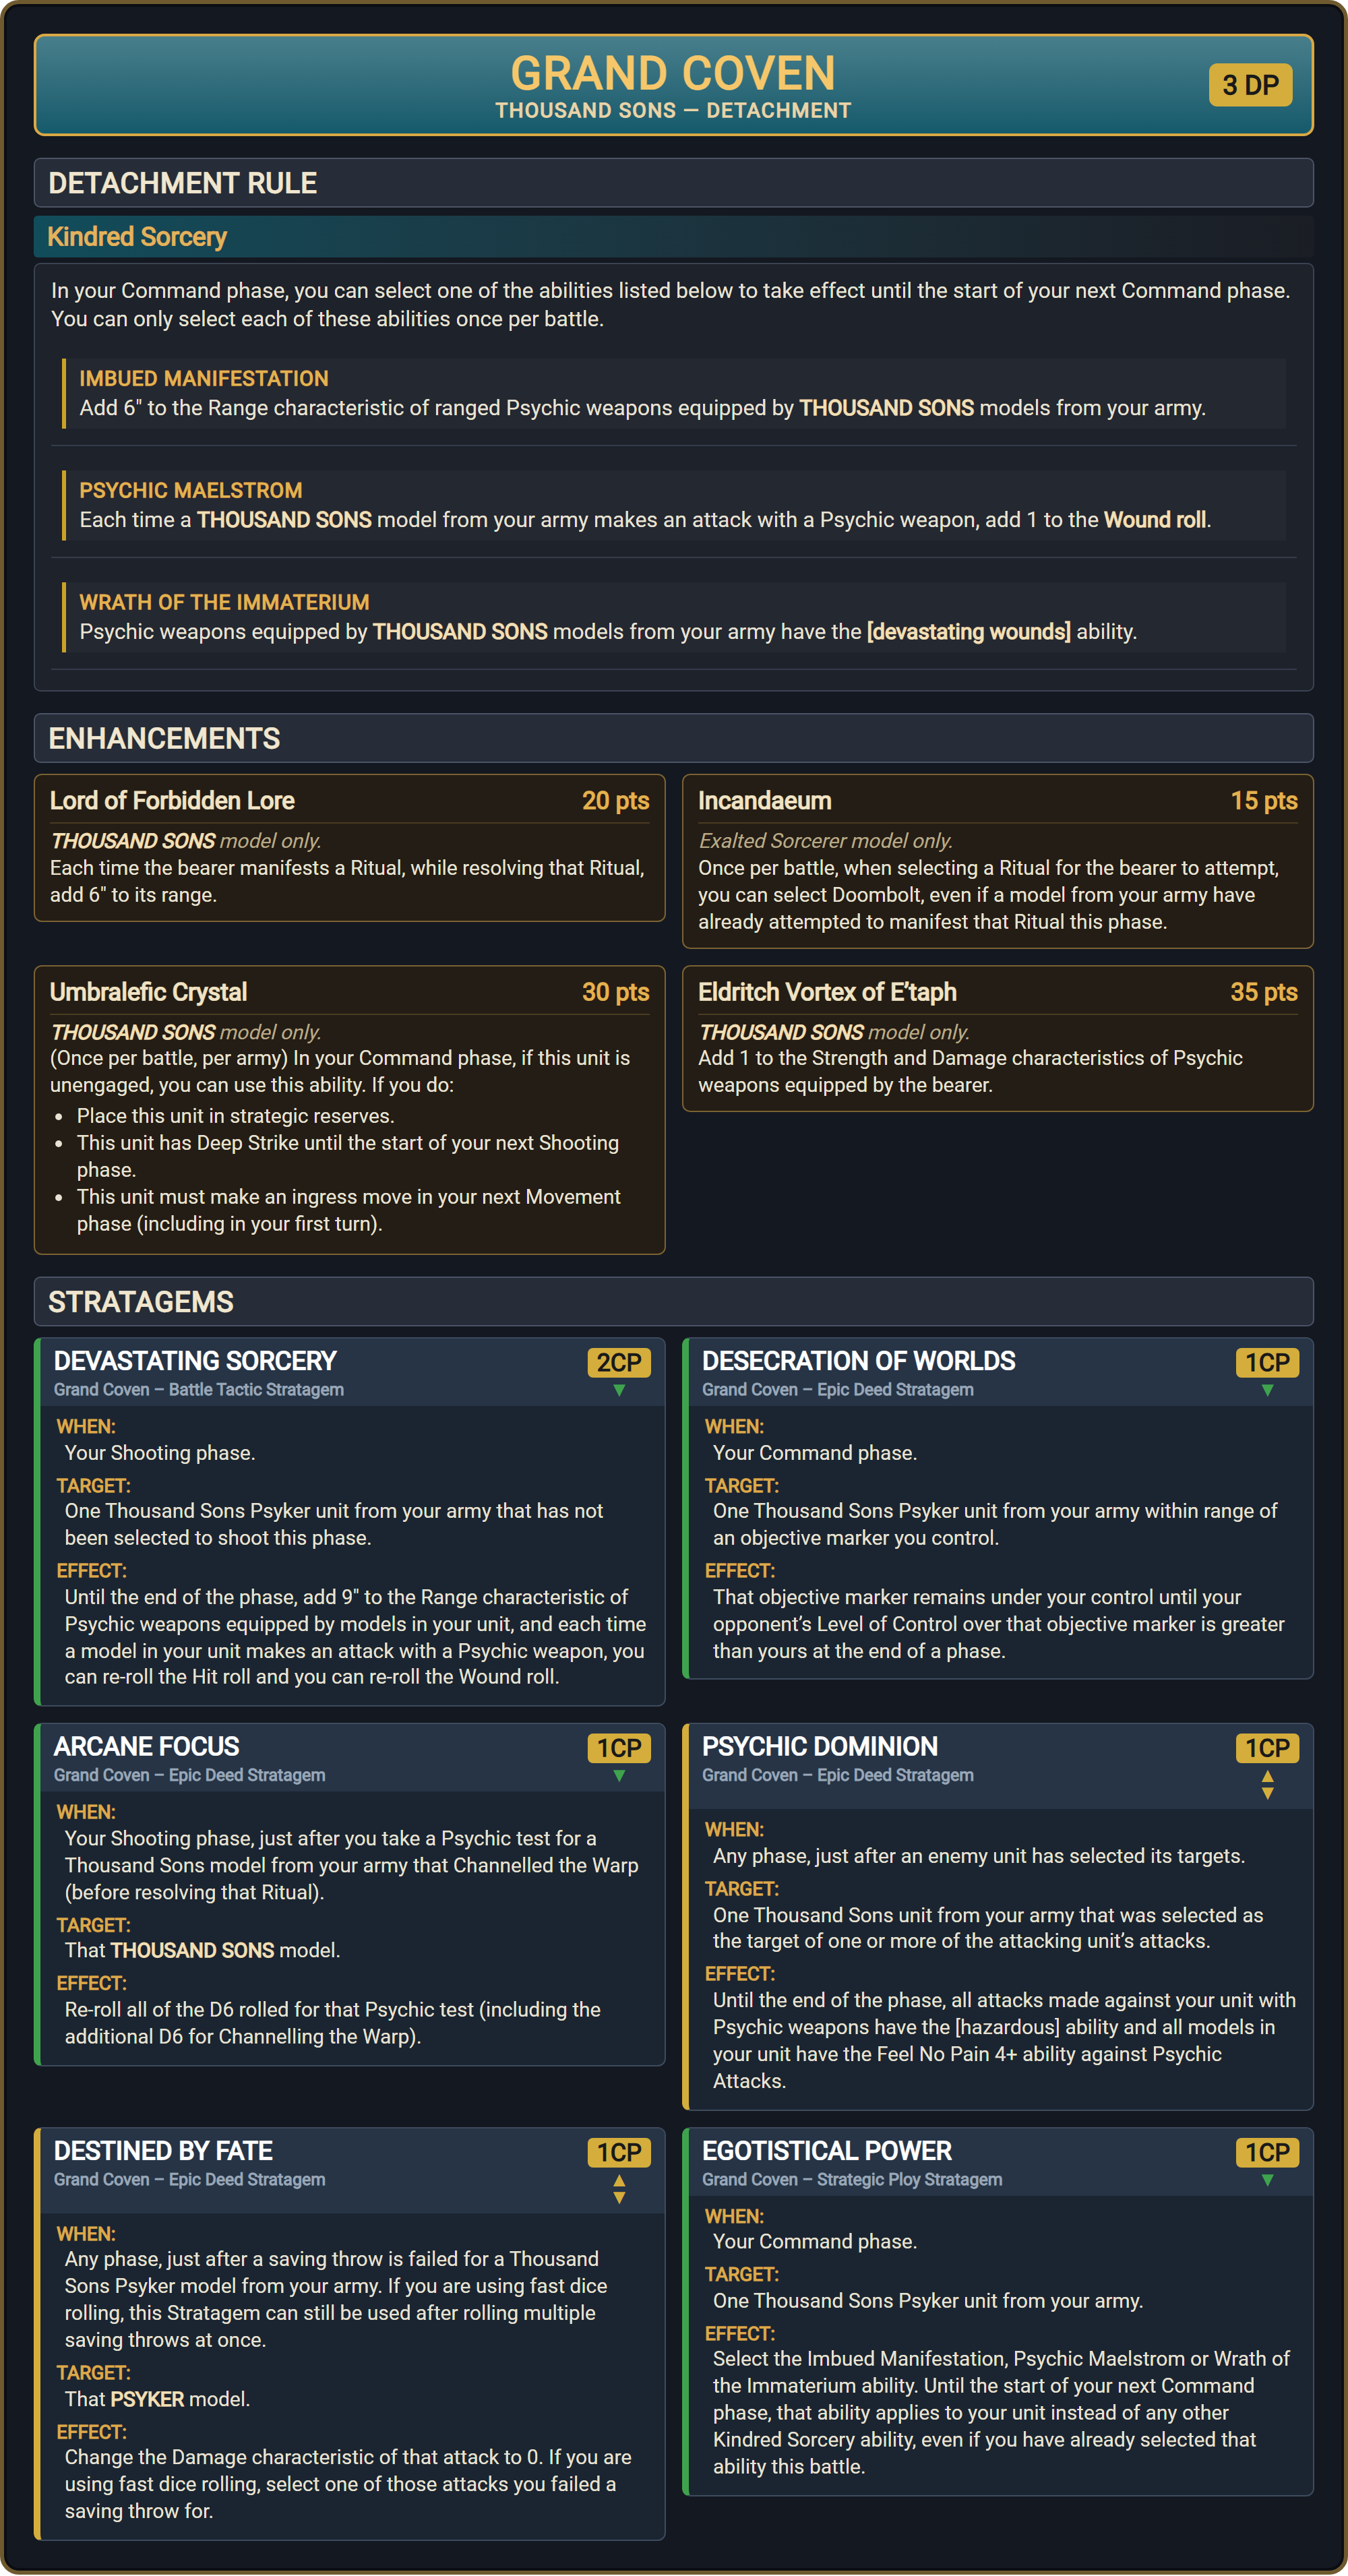 GRAND COVEN
THOUSAND SONS — DETACHMENT
3 DP
DETACHMENT RULE
Kindred Sorcery
In your Command phase, you can select one of the abilities listed below to take effect until the start of your next Command phase.
You can only select each of these abilities once per battle.
IMBUED MANIFESTATION
Add 6" to the Range characteristic of ranged Psychic weapons equipped by THOUSAND SONS models from your army.
PSYCHIC MAELSTROM
Each time a THOUSAND SONS model from your army makes an attack with a Psychic weapon, add 1 to the Wound roll.
WRATH OF THE IMMATERIUM
Psychic weapons equipped by THOUSAND SONS models from your army have the [devastating wounds] ability.
ENHANCEMENTS
Lord of Forbidden Lore 20 pts
THOUSAND SONS model only.
Each time the bearer manifests a Ritual, while resolving that Ritual,
add 6" to its range.
Incandaeum 15 pts
Exalted Sorcerer model only.
Once per battle, when selecting a Ritual for the bearer to attempt,
you can select Doombolt, even if a model from your army have
already attempted to manifest that Ritual this phase.
Umbralefic Crystal 30 pts
THOUSAND SONS model only.
(Once per battle, per army) In your Command phase, if this unit is
unengaged, you can use this ability. If you do:
• Place this unit in strategic reserves.
• This unit has Deep Strike until the start of your next Shooting
phase.
• This unit must make an ingress move in your next Movement
phase (including in your first turn).
Eldritch Vortex of E’taph 35 pts
THOUSAND SONS model only.
Add 1 to the Strength and Damage characteristics of Psychic
weapons equipped by the bearer.
STRATAGEMS
DEVASTATING SORCERY 2CP
Grand Coven – Battle Tactic Stratagem ▼
WHEN:
Your Shooting phase.
TARGET:
One Thousand Sons Psyker unit from your army that has not
been selected to shoot this phase.
EFFECT:
Until the end of the phase, add 9" to the Range characteristic of
Psychic weapons equipped by models in your unit, and each time
a model in your unit makes an attack with a Psychic weapon, you
can re-roll the Hit roll and you can re-roll the Wound roll.
DESECRATION OF WORLDS 1CP
Grand Coven – Epic Deed Stratagem ▼
WHEN:
Your Command phase.
TARGET:
One Thousand Sons Psyker unit from your army within range of
an objective marker you control.
EFFECT:
That objective marker remains under your control until your
opponent’s Level of Control over that objective marker is greater
than yours at the end of a phase.
ARCANE FOCUS 1CP
Grand Coven – Epic Deed Stratagem ▼
WHEN:
Your Shooting phase, just after you take a Psychic test for a
Thousand Sons model from your army that Channelled the Warp
(before resolving that Ritual).
TARGET:
That THOUSAND SONS model.
EFFECT:
Re-roll all of the D6 rolled for that Psychic test (including the
additional D6 for Channelling the Warp).
PSYCHIC DOMINION 1CP
Grand Coven – Epic Deed Stratagem ▲
▼
WHEN:
Any phase, just after an enemy unit has selected its targets.
TARGET:
One Thousand Sons unit from your army that was selected as
the target of one or more of the attacking unit’s attacks.
EFFECT:
Until the end of the phase, all attacks made against your unit with
Psychic weapons have the [hazardous] ability and all models in
your unit have the Feel No Pain 4+ ability against Psychic
Attacks.
DESTINED BY FATE 1CP
Grand Coven – Epic Deed Stratagem ▲
▼
WHEN:
Any phase, just after a saving throw is failed for a Thousand
Sons Psyker model from your army. If you are using fast dice
rolling, this Stratagem can still be used after rolling multiple
saving throws at once.
TARGET:
That PSYKER model.
EFFECT:
Change the Damage characteristic of that attack to 0. If you are
using fast dice rolling, select one of those attacks you failed a
saving throw for.
EGOTISTICAL POWER 1CP
Grand Coven – Strategic Ploy Stratagem ▼
WHEN:
Your Command phase.
TARGET:
One Thousand Sons Psyker unit from your army.
EFFECT:
Select the Imbued Manifestation, Psychic Maelstrom or Wrath of
the Immaterium ability. Until the start of your next Command
phase, that ability applies to your unit instead of any other
Kindred Sorcery ability, even if you have already selected that
ability this battle.